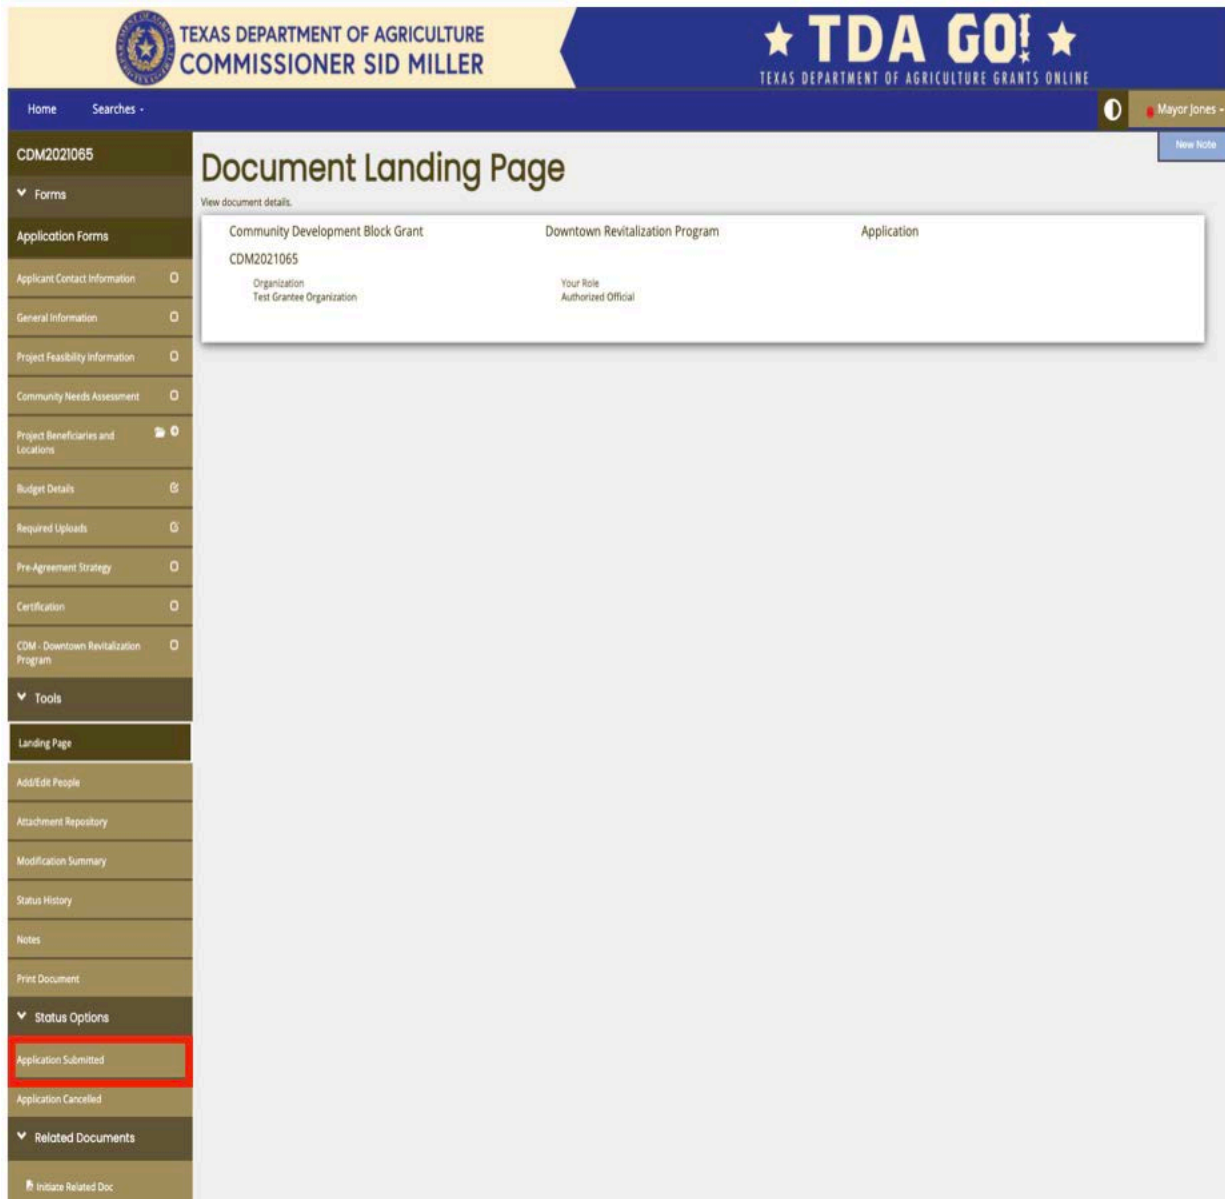 TEXAS DEPARTMENT OF AGRICULTURE
COMMISSIONER SID MILLER
TDA GO!
TEXAS DEPARTMENT OF AGRICULTURE GRANTS ONLINE
Home Searches
Mayor Jones
New Note
CDM2021065
Forms
Application Forms
Applicant Contact Information
General Information
Project Feasibility Information
Community Needs Assessment
Project Beneficiaries and
Locations
Budget Details
Required Uploads
Pre-Agreement Strategy
Certification
CDM - Downtown Revitalization
Program
Tools
Landing Page
Add/Edit People
Attachment Repository
Modification Summary
Status History
Notes
Print Document
Status Options
Application Submitted
Application Cancelled
Related Documents
Initiate Related Doc
Document Landing Page
View document details.
Community Development Block Grant Downtown Revitalization Program Application
CDM2021065
Organization Your Role
Test Grantee Organization Authorized Official